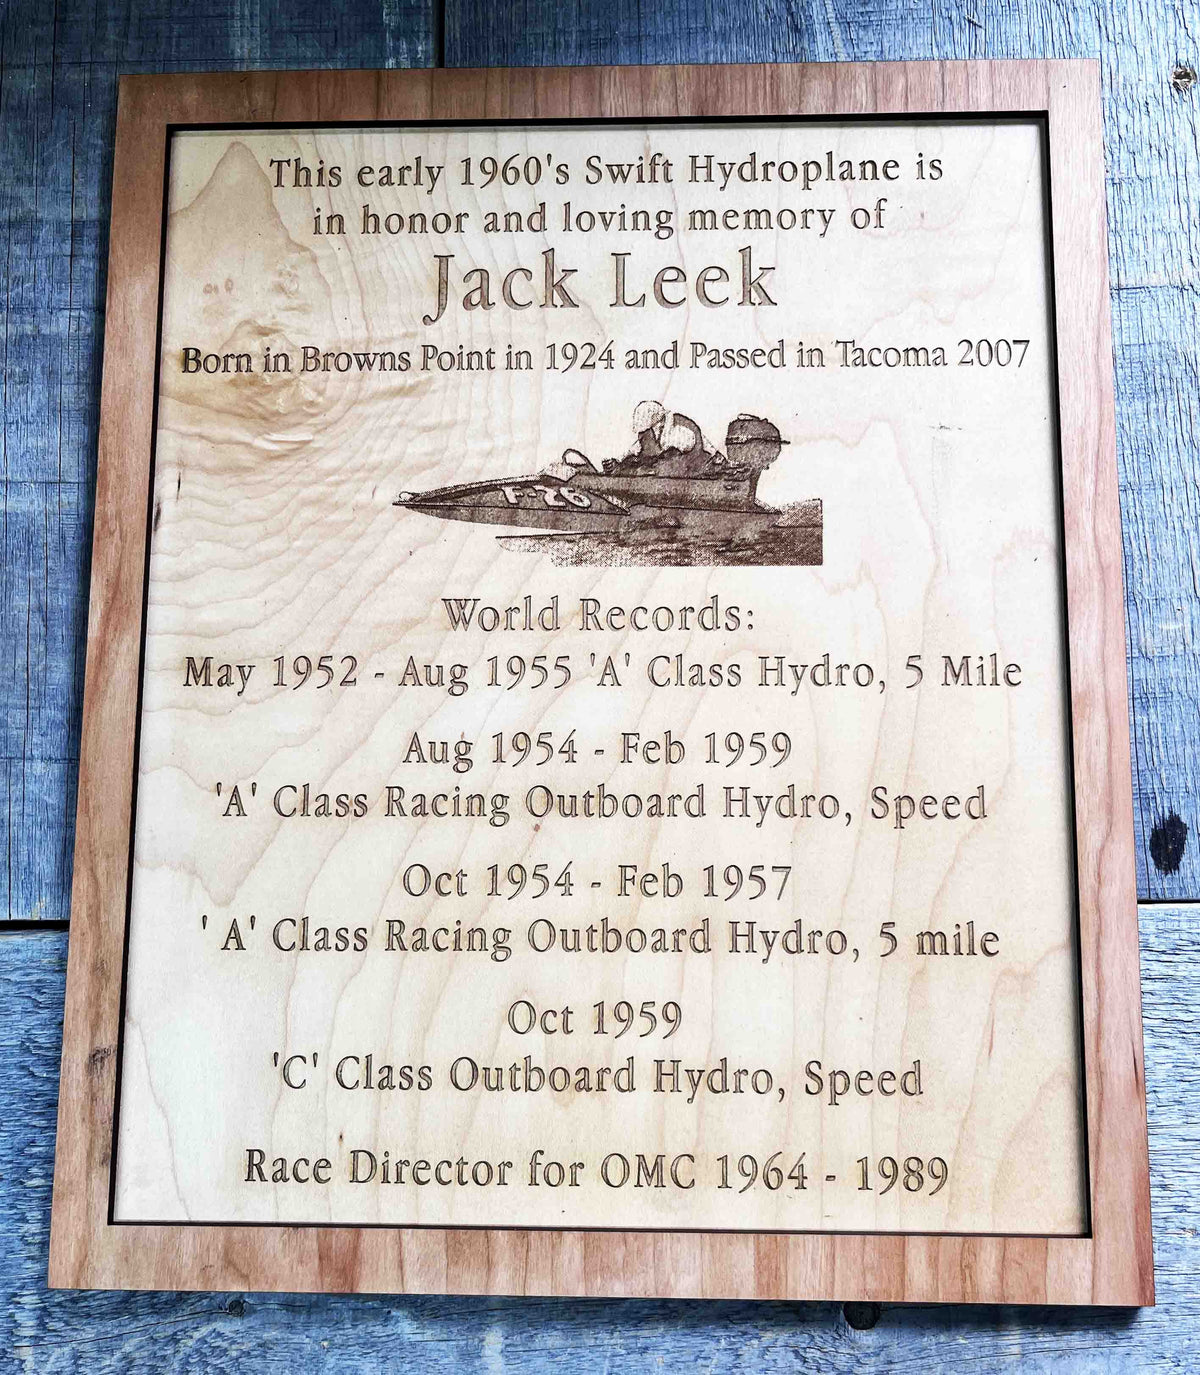 This early 1960's Swift Hydroplane is
in honor and loving memory of
Jack Leek
Born in Browns Point in 1924 and Passed in Tacoma 2007
F-26
World Records:
May 1952 - Aug 1955 'A' Class Hydro, 5 Mile
Aug 1954 - Feb 1959
'A' Class Racing Outboard Hydro, Speed
Oct 1954 - Feb 1957
' A' Class Racing Outboard Hydro, 5 mile
Oct 1959
'C' Class Outboard Hydro, Speed
Race Director for OMC 1964 - 1989